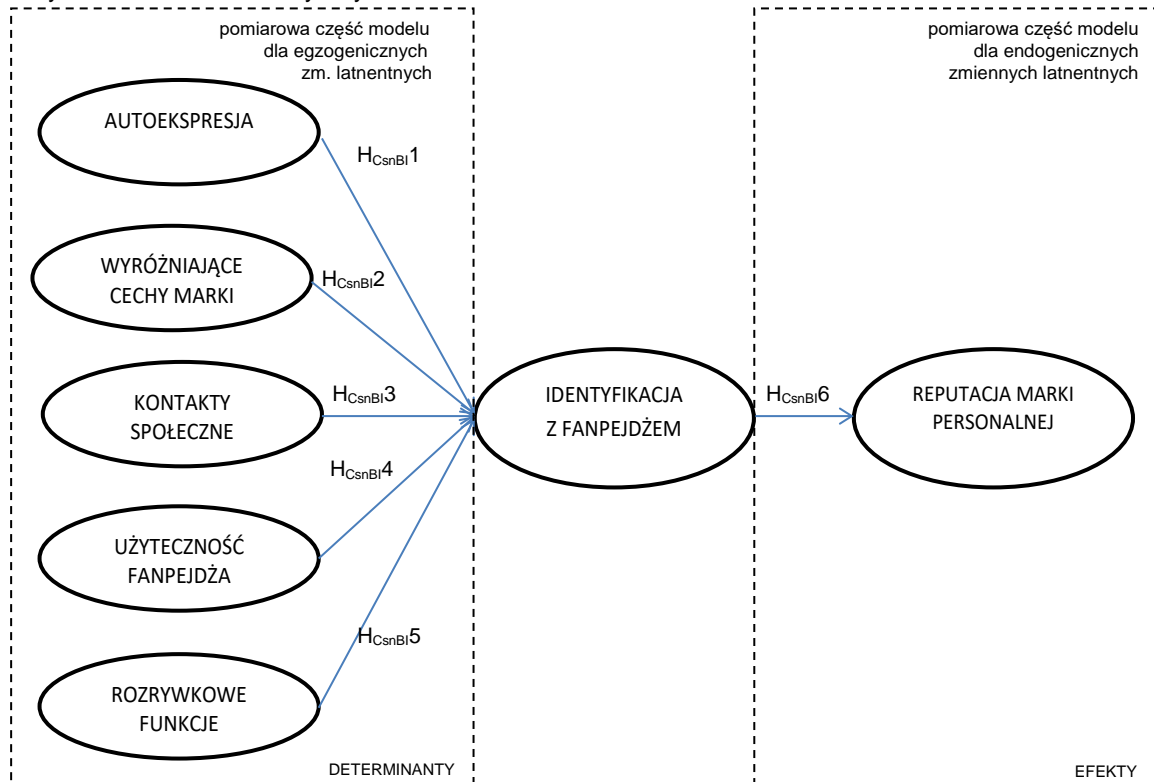 pomiarowa część modelu
dla egzogenicznych
zm. latnentnych
pomiarowa część modelu
dla endogenicznych
zmiennych latnentnych
AUTOEKSPRESJA
HCsnBI1
WYRÓŻNIAJĄCE
CECHY MARKI
HCsnBI2
KONTAKTY
SPOŁECZNE
HCsnBI3
IDENTYFIKACJA
Z FANPEJDŻEM
HCsnBI6
REPUTACJA MARKI
PERSONALNEJ
HCsnBI4
UŻYTECZNOŚĆ
FANPEJDŻA
HCsnBI5
ROZRYWKOWE
FUNKCJE
DETERMINANTY
EFEKTY